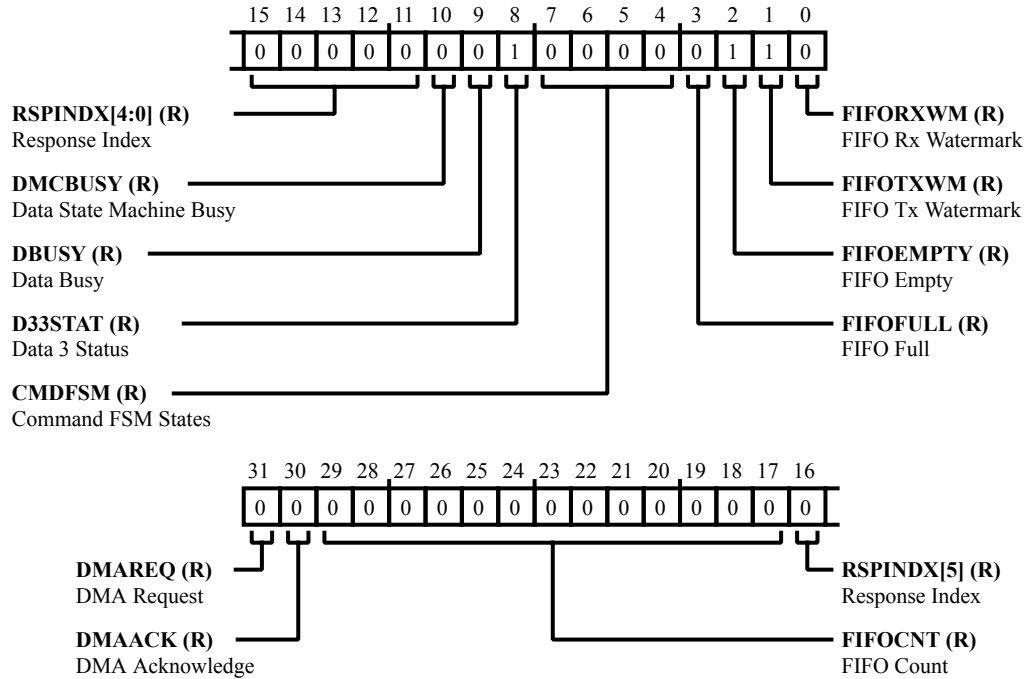 15 14 13 12 11 10 9 8 7 6 5 4 3 2 1 0
0 0 0 0 0 0 0 1 0 0 0 0 0 1 1 0
RSPINDX[4:0] (R)
Response Index
DMCBUSY (R)
Data State Machine Busy
DBUSY (R)
Data Busy
D33STAT (R)
Data 3 Status
CMDFSM (R)
Command FSM States
FIFORXWM (R)
FIFO Rx Watermark
FIFOTXWM (R)
FIFO Tx Watermark
FIFOEMPTY (R)
FIFO Empty
FIFOFULL (R)
FIFO Full
31 30 29 28 27 26 25 24 23 22 21 20 19 18 17 16
0 0 0 0 0 0 0 0 0 0 0 0 0 0 0 0
DMAREQ (R)
DMA Request
DMAACK (R)
DMA Acknowledge
RSPINDX[5] (R)
Response Index
FIFOCNT (R)
FIFO Count